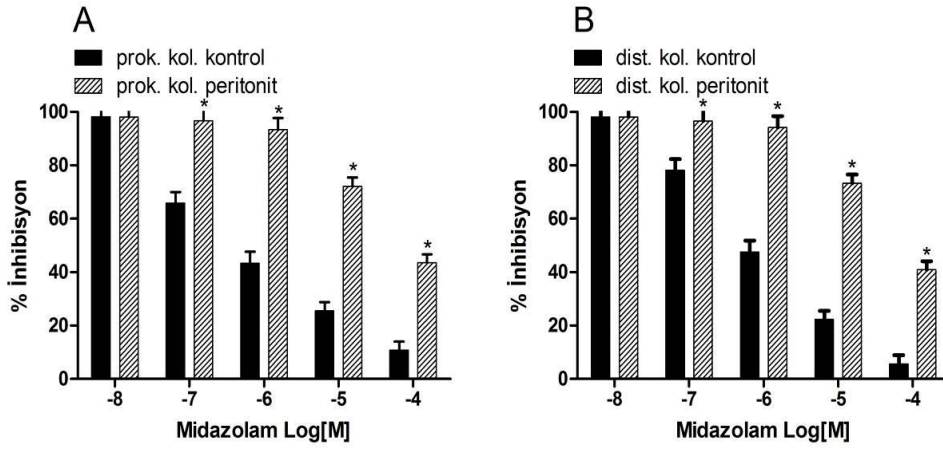 A
prok. kol. kontrol
prok. kol. peritonit
100
80
60
40
20
0
% inhibisyon
* * * *
-8 -7 -6 -5 -4
Midazolam Log[M]
B
dist. kol. kontrol
dist. kol. peritonit
100
80
60
40
20
0
% inhibisyon
* * * *
-8 -7 -6 -5 -4
Midazolam Log[M]